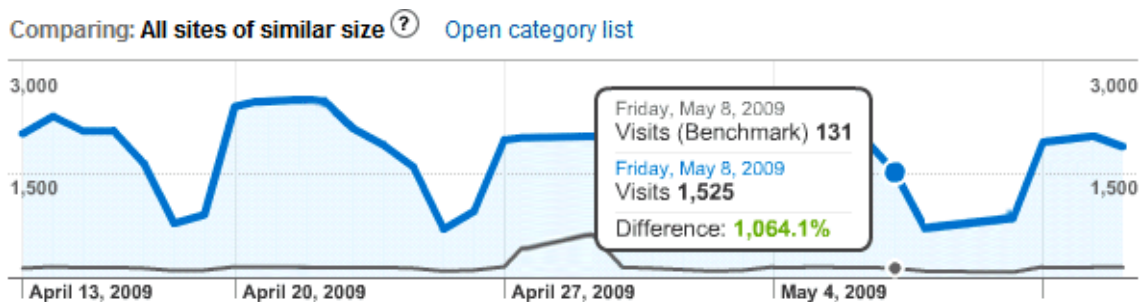 Comparing: All sites of similar size ? Open category list
3,000
3,000
Friday, May 8, 2009
Visits (Benchmark) 131
Friday, May 8, 2009
Visits 1,525
Difference: 1,064.1%
1,500
1,500
April 13, 2009
April 20, 2009
April 27, 2009
May 4, 2009